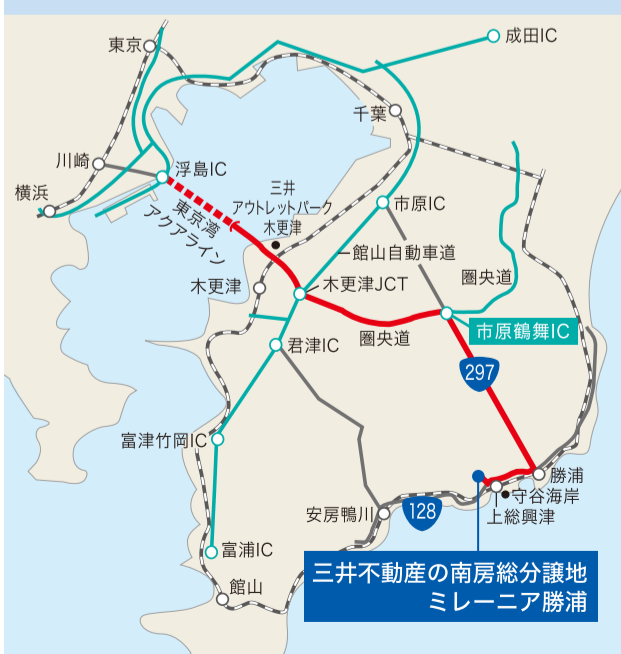 成田IC
東京
千葉
川崎
浮島IC
横浜
三井
アウトレットパーク
木更津
市原IC
東京湾
アクアライン
館山自動車道
圏央道
木更津
木更津JCT
市原鶴舞IC
圏央道
君津IC
297
富津竹岡IC
勝浦
守谷海岸
上総興津
安房鴨川
128
富浦IC
館山
三井不動産の南房総分譲地
ミレーニア勝浦